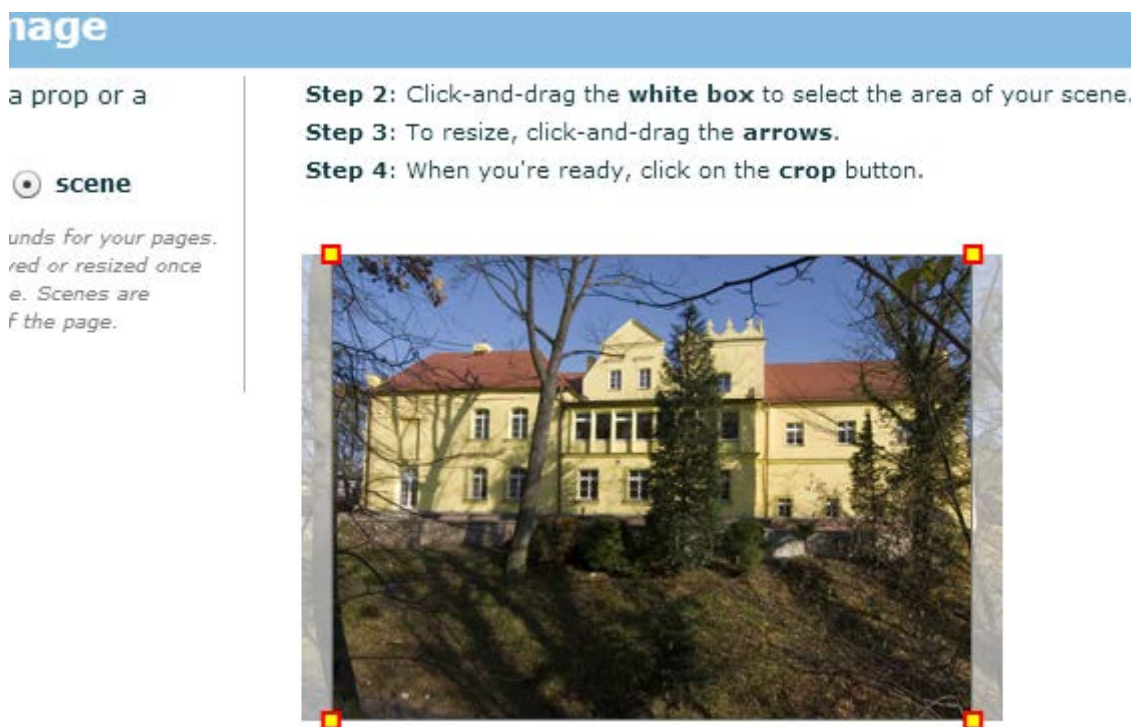 a prop or a
scene
unds for your pages.
ved or resized once
e. Scenes are
f the page.
Step 2: Click-and-drag the white box to select the area of your scene.
Step 3: To resize, click-and-drag the arrows.
Step 4: When you're ready, click on the crop button.